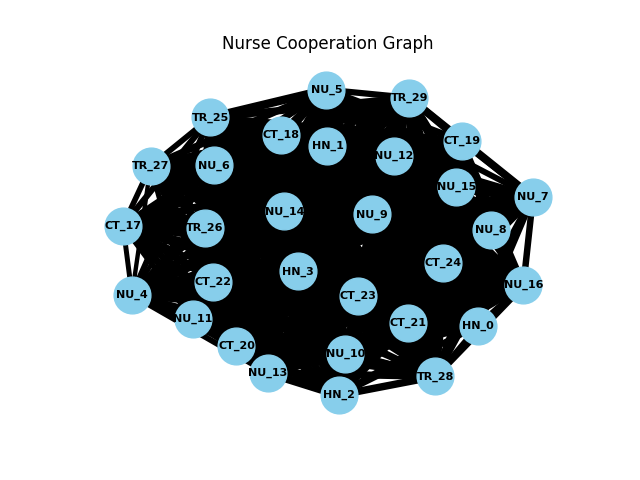 Nurse Cooperation Graph
NU_5
TR_29
TR_25
CT_18
CT_19
HN_1
NU_12
TR_27
NU_6
NU_15
NU_7
NU_14
NU_9
CT_17
TR_26
NU_8
CT_24
HN_3
CT_22
NU_16
NU_4
CT_23
NU_11
CT_21
HN_0
CT_20
NU_10
NU_13
TR_28
HN_2